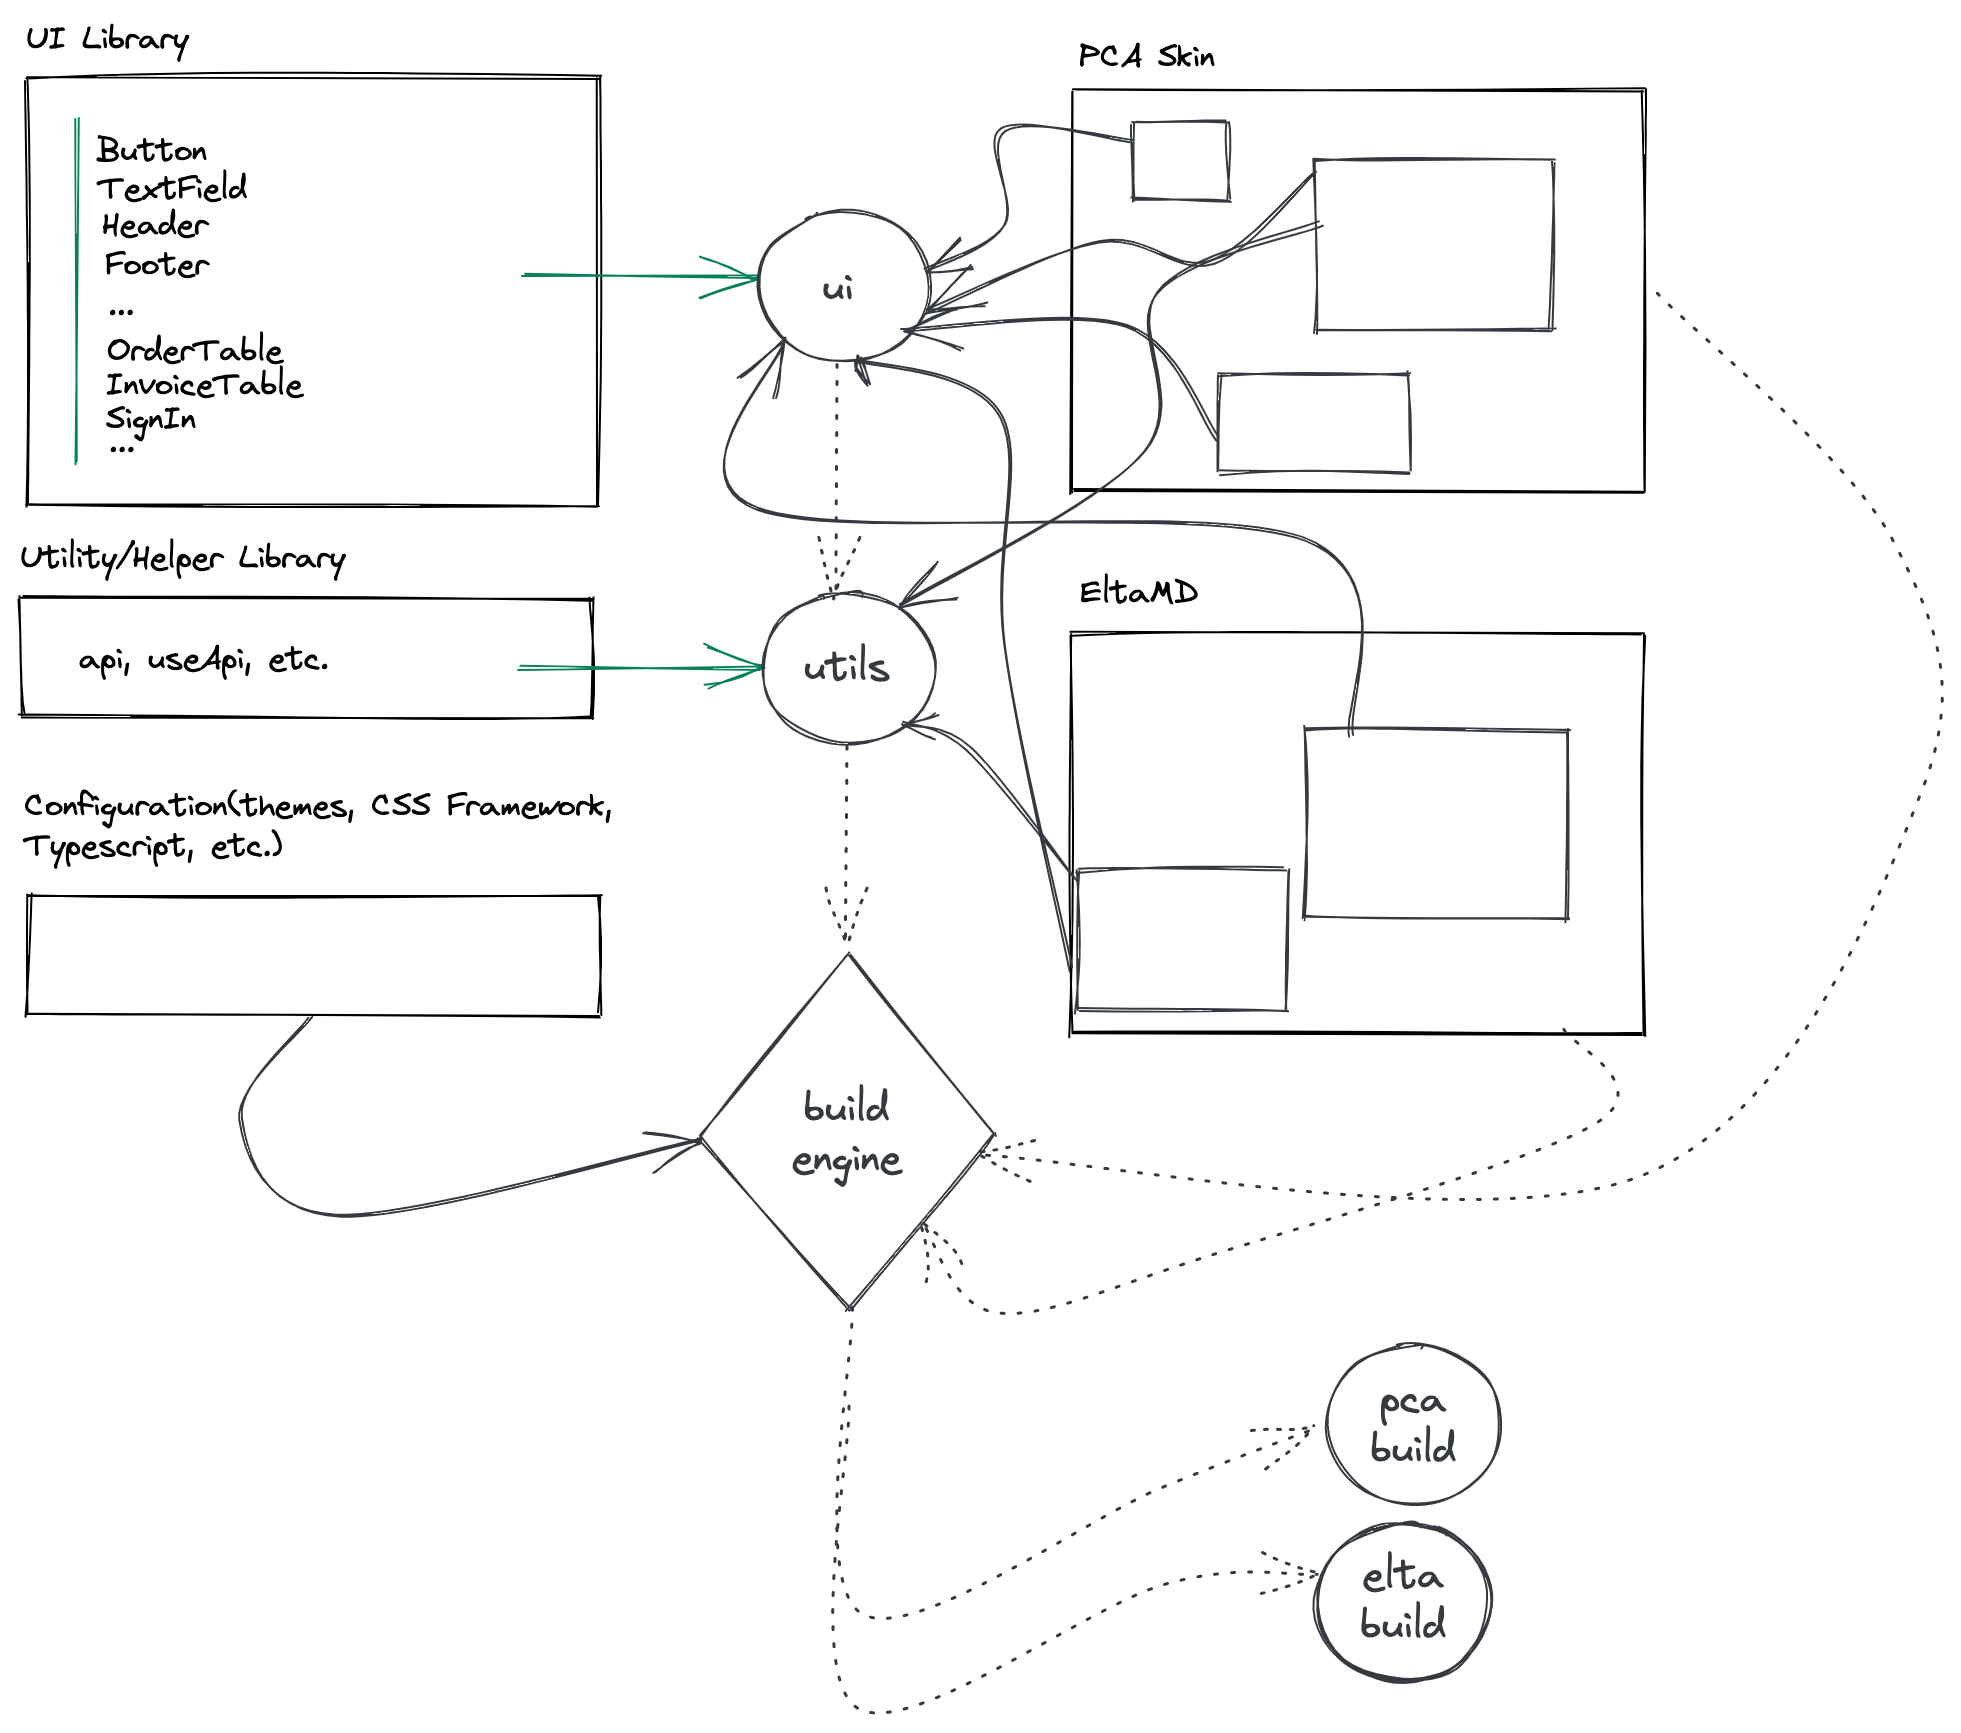 UI Library
Button
TextField
Header
Footer
...
OrderTable
InvoiceTable
SignIn
...
Utility/Helper Library
api, useApi, etc.
Configuration(themes, CSS Framework,
Typescript, etc.)
ui
utils
build
engine
PCA Skin
EltaMD
pca
build
elta
build